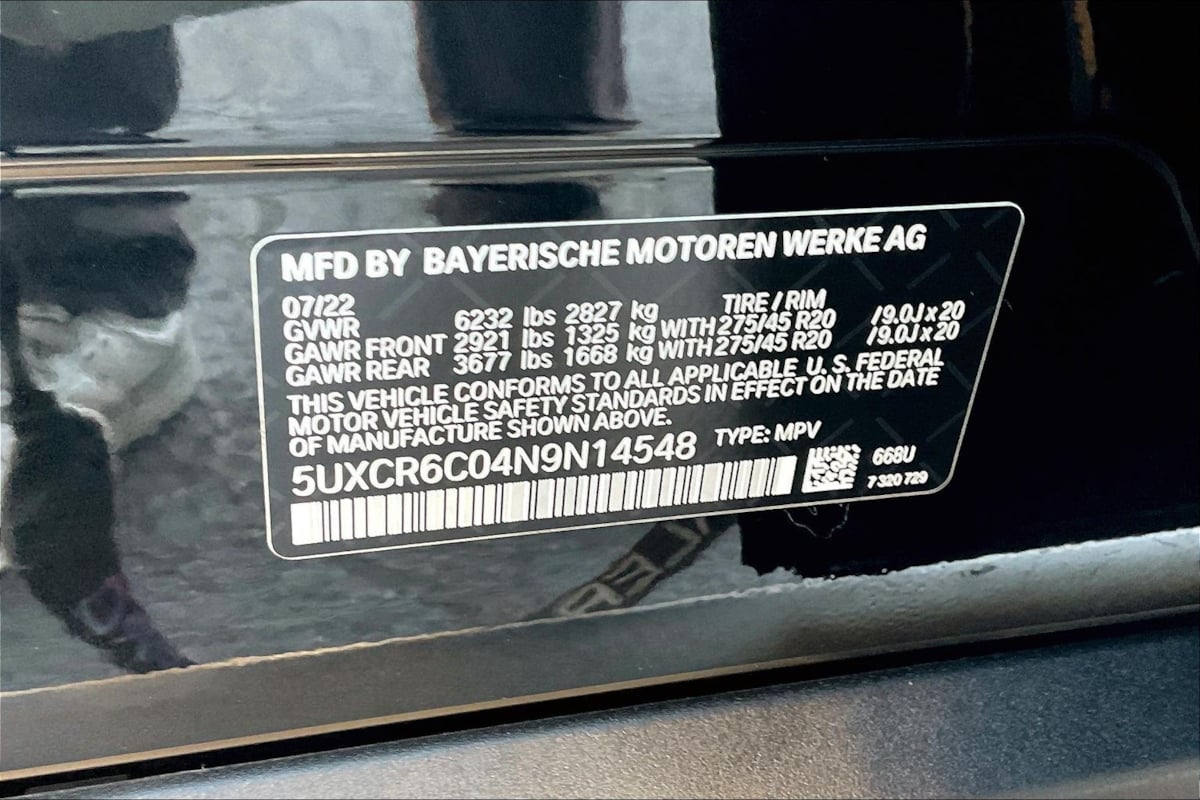 MFD BY BAYERISCHE MOTOREN WERKE AG
07/22 TIRE / RIM
GVWR 6232 lbs 2827 kg
GAWR FRONT 2921 lbs 1325 kg WITH 275/45 R20 /9.0J x 20
GAWR REAR 3677 lbs 1668 kg WITH 275/45 R20 /9.0J x 20
THIS VEHICLE CONFORMS TO ALL APPLICABLE U. S. FEDERAL
MOTOR VEHICLE SAFETY STANDARDS IN EFFECT ON THE DATE
OF MANUFACTURE SHOWN ABOVE.
5UXCR6C04N9N14548 TYPE: MPV
668U
7 320 729